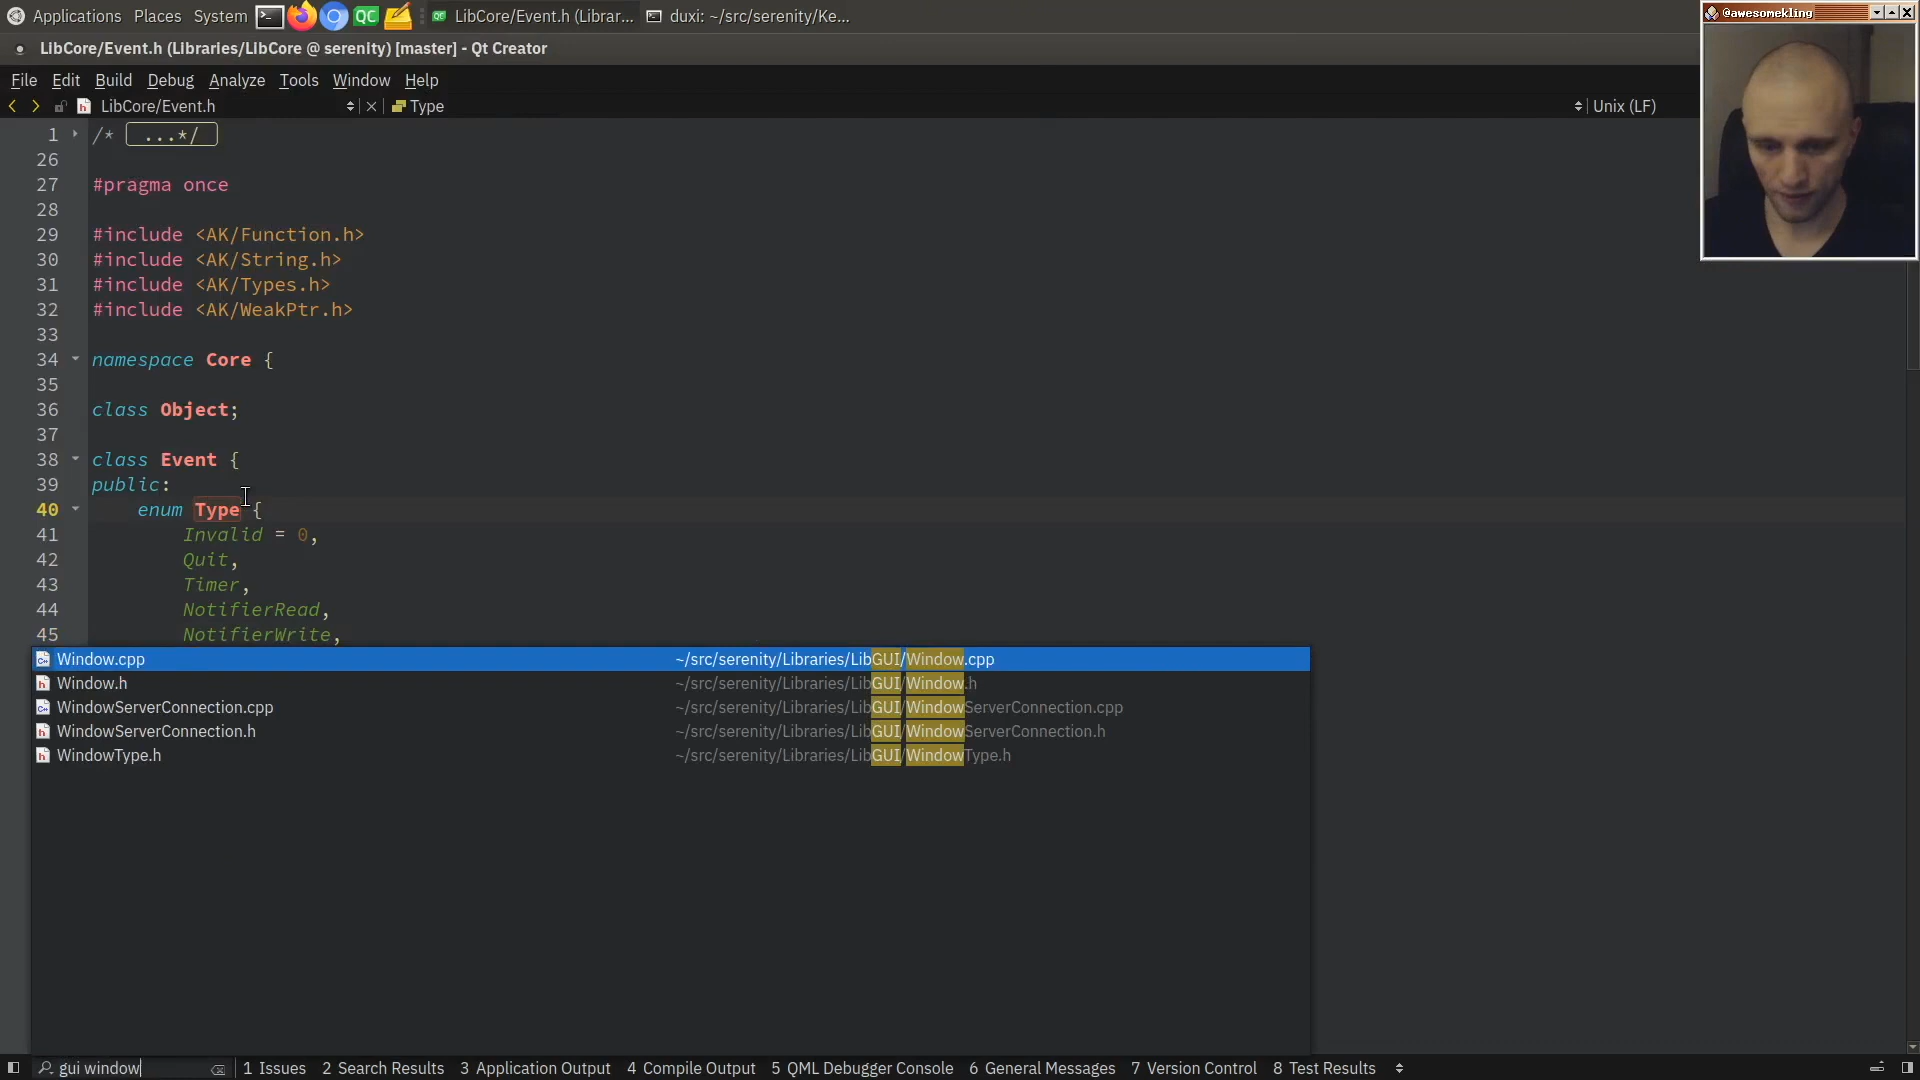 Applications Places System QC QC LibCore/Event.h (Librar... duxi: ~/src/serenity/Ke...
@awesomekling
LibCore/Event.h (Libraries/LibCore @ serenity) [master] - Qt Creator
File Edit Build Debug Analyze Tools Window Help
LibCore/Event.h Type Unix (LF)
1 /* ...*/
26
27 #pragma once
28
29 #include <AK/Function.h>
30 #include <AK/String.h>
31 #include <AK/Types.h>
32 #include <AK/WeakPtr.h>
33
34 namespace Core {
35
36 class Object;
37
38 class Event {
39 public:
40 enum Type {
41 Invalid = 0,
42 Quit,
43 Timer,
44 NotifierRead,
45 NotifierWrite,
Window.cpp ~/src/serenity/Libraries/LibGUI/Window.cpp
Window.h ~/src/serenity/Libraries/LibGUI/Window.h
WindowServerConnection.cpp ~/src/serenity/Libraries/LibGUI/WindowServerConnection.cpp
WindowServerConnection.h ~/src/serenity/Libraries/LibGUI/WindowServerConnection.h
WindowType.h ~/src/serenity/Libraries/LibGUI/WindowType.h
gui window 1 Issues 2 Search Results 3 Application Output 4 Compile Output 5 QML Debugger Console 6 General Messages 7 Version Control 8 Test Results